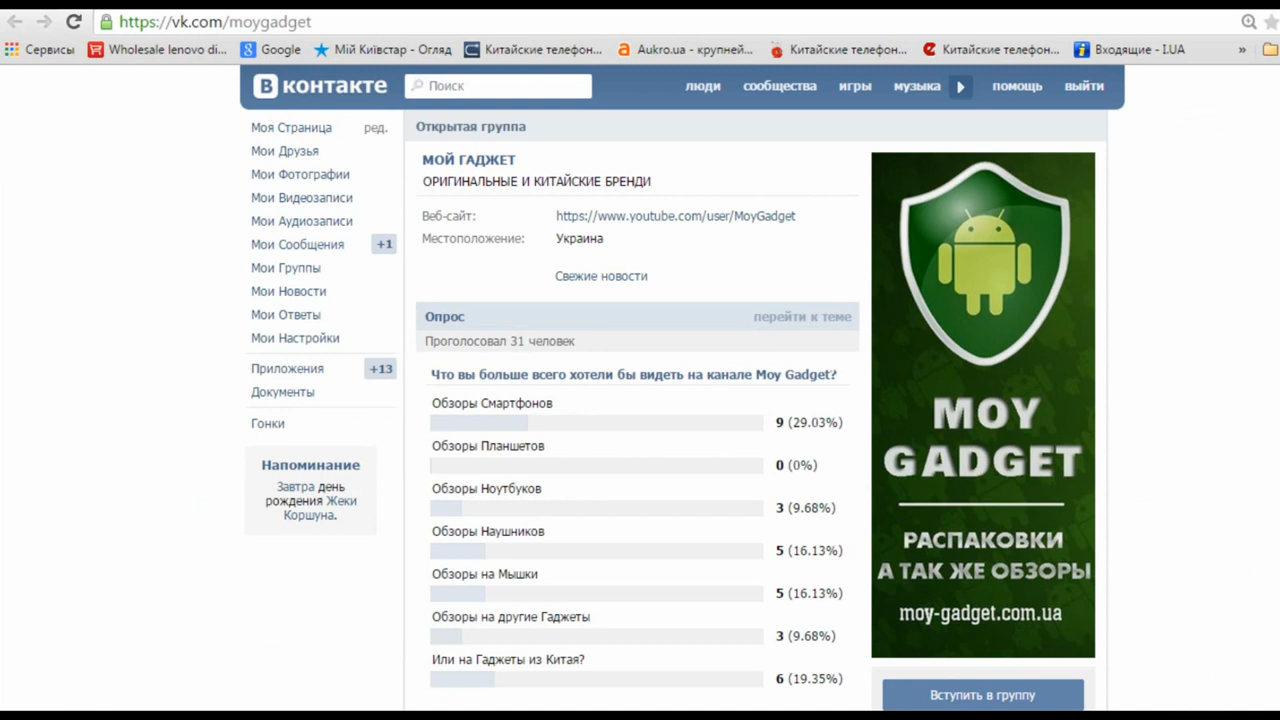 https://vk.com/moygadget
Сервисы
Wholesale lenovo di...
Google
Мій Київстар - Огляд
Китайские телефон...
Aukro.ua - крупней...
Китайские телефон...
Китайские телефон...
Входящие - I.UA
»
В контакте
Поиск
люди
сообщества
игры
музыка
помощь
выйти
Моя Страница ред.
Мои Друзья
Мои Фотографии
Мои Видеозаписи
Мои Аудиозаписи
Мои Сообщения +1
Мои Группы
Мои Новости
Мои Ответы
Мои Настройки
Приложения +13
Документы
Гонки
Напоминание
Завтра день
рождения Жеки
Коршуна.
Открытая группа
МОЙ ГАДЖЕТ
ОРИГИНАЛЬНЫЕ И КИТАЙСКИЕ БРЕНДИ
Веб-сайт: https://www.youtube.com/user/MoyGadget
Местоположение: Украина
Свежие новости
Опрос перейти к теме
Проголосовал 31 человек
Что вы больше всего хотели бы видеть на канале Moy Gadget?
Обзоры Смартфонов
9 (29.03%)
Обзоры Планшетов
0 (0%)
Обзоры Ноутбуков
3 (9.68%)
Обзоры Наушников
5 (16.13%)
Обзоры на Мышки
5 (16.13%)
Обзоры на другие Гаджеты
3 (9.68%)
Или на Гаджеты из Китая?
6 (19.35%)
MOY
GADGET
РАСПАКОВКИ
А ТАК ЖЕ ОБЗОРЫ
moy-gadget.com.ua
Вступить в группу